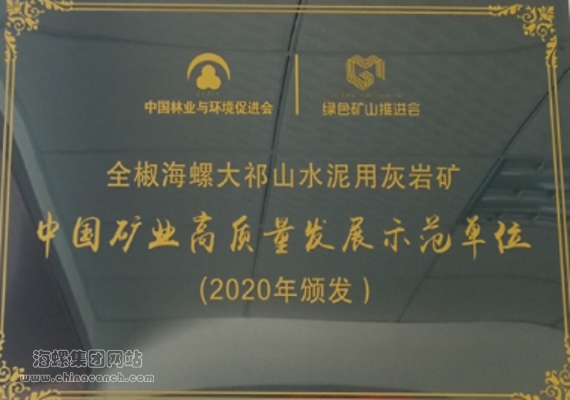 中国林业与环境促进会
绿色矿山推进会
全椒海螺大祁山水泥用灰岩矿
中国矿业高质量发展示范单位
(2020年颁发)
海螺集团网站
www.chinaconch.com